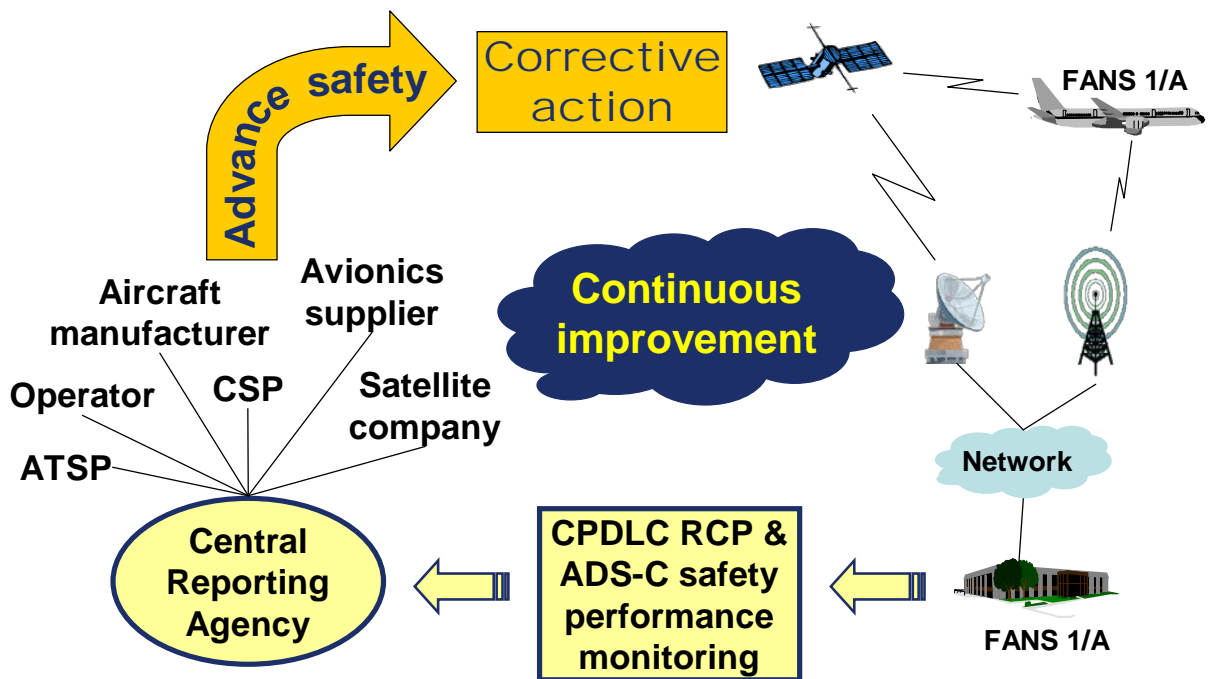 Advance safety
Corrective
action
FANS 1/A
Avionics
supplier
Aircraft
manufacturer
Continuous
improvement
Operator
CSP
Satellite
company
ATSP
Network
Central
Reporting
Agency
CPDLC RCP &
ADS-C safety
performance
monitoring
FANS 1/A